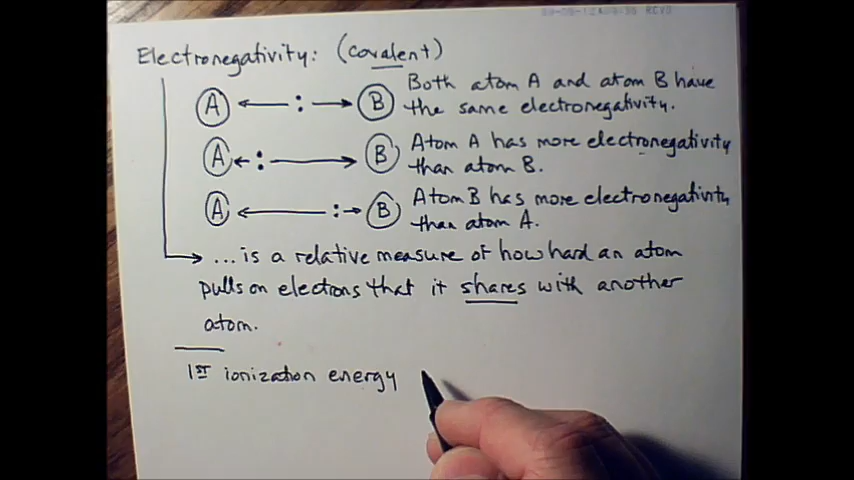 Electronegativity: (covalent)
A ← : → B Both atom A and atom B have
the same electronegativity.
A ← : → B Atom A has more electronegativity
than atom B.
A ← : → B Atom B has more electronegativity
than atom A.
... is a relative measure of how hard an atom
pulls on electrons that it shares with another
atom.
1st ionization energy